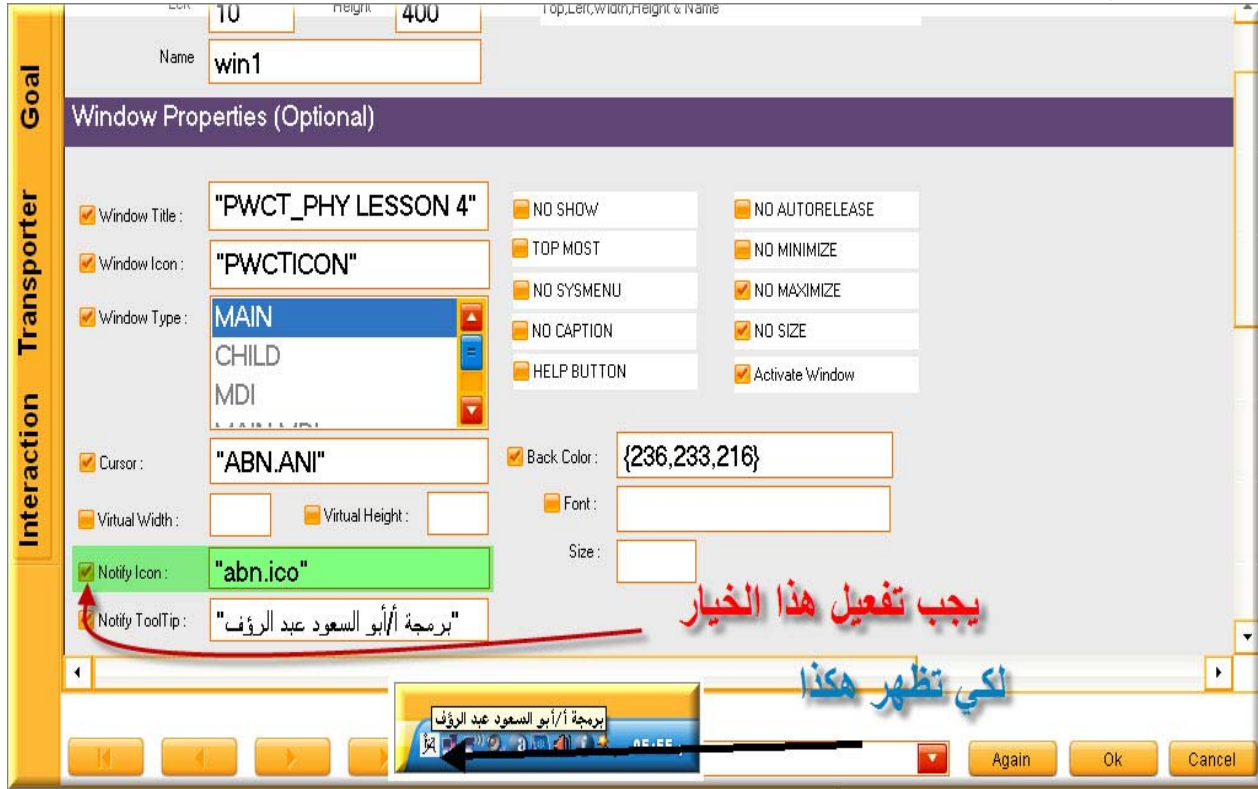 Left 10 Height 400 Top,Left,Width,Height & Name
Name win1
Window Properties (Optional)
Window Title : "PWCT_PHY LESSON 4" NO SHOW NO AUTORELEASE
Window Icon : "PWCTICON" TOP MOST NO MINIMIZE
NO SYSMENU NO MAXIMIZE
Window Type : MAIN NO CAPTION NO SIZE
CHILD HELP BUTTON Activate Window
MDI
MAIN MDI
Cursor : "ABN.ANI" Back Color : {236,233,216}
Virtual Width : Virtual Height : Font :
Size :
Notify Icon : "abn.ico"
يجب تفعيل هذا الخيار
Notify ToolTip : "برمجة أ/أبو السعود عبد الرؤف"
لكي تظهر هكذا
برمجة أ/أبو السعود عبد الرؤف
Again Ok Cancel
Goal
Transporter
Interaction